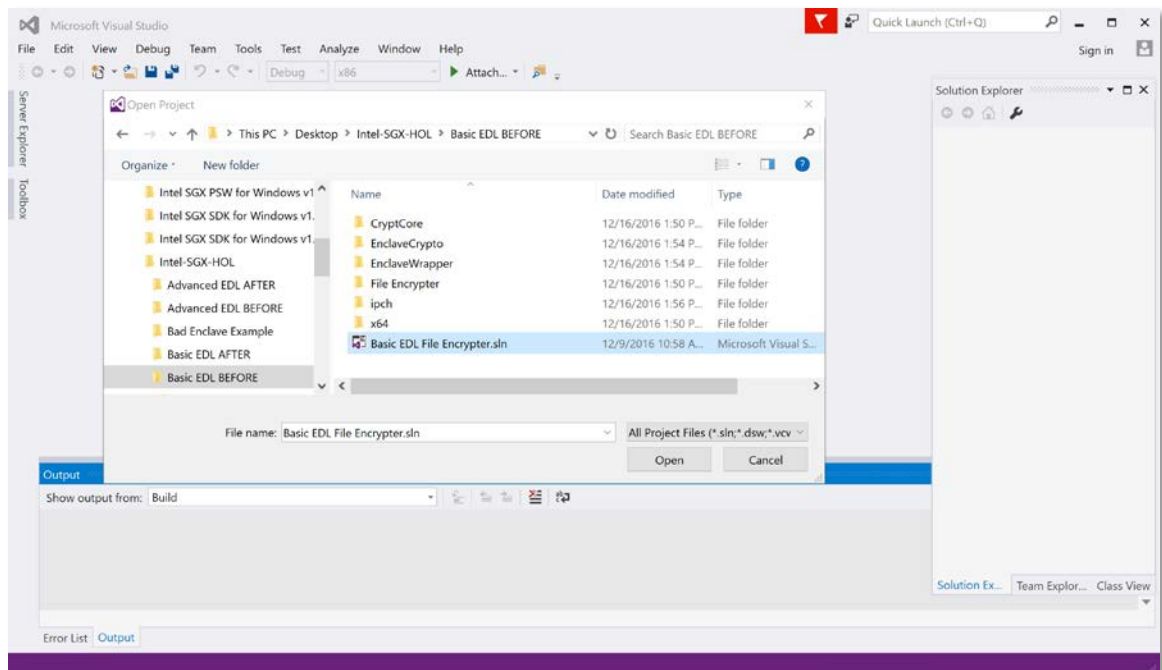 Microsoft Visual Studio
Quick Launch (Ctrl+Q)
File Edit View Debug Team Tools Test Analyze Window Help
Sign in
Debug x86 Attach...
Server Explorer
Toolbox
Open Project
This PC > Desktop > Intel-SGX-HOL > Basic EDL BEFORE
Search Basic EDL BEFORE
Organize New folder
Intel SGX PSW for Windows v1
Intel SGX SDK for Windows v1.
Intel SGX SDK for Windows v1.
Intel-SGX-HOL
Advanced EDL AFTER
Advanced EDL BEFORE
Bad Enclave Example
Basic EDL AFTER
Basic EDL BEFORE
Name Date modified Type
CryptCore 12/16/2016 1:50 P... File folder
EnclaveCrypto 12/16/2016 1:54 P... File folder
EnclaveWrapper 12/16/2016 1:54 P... File folder
File Encrypter 12/16/2016 1:50 P... File folder
ipch 12/16/2016 1:56 P... File folder
x64 12/16/2016 1:50 P... File folder
Basic EDL File Encrypter.sln 12/9/2016 10:58 A... Microsoft Visual S...
File name: Basic EDL File Encrypter.sln All Project Files (*.sln;*.dsw;*.vcv
Open Cancel
Solution Explorer
Output
Show output from: Build
Solution Ex... Team Explor... Class View
Error List Output